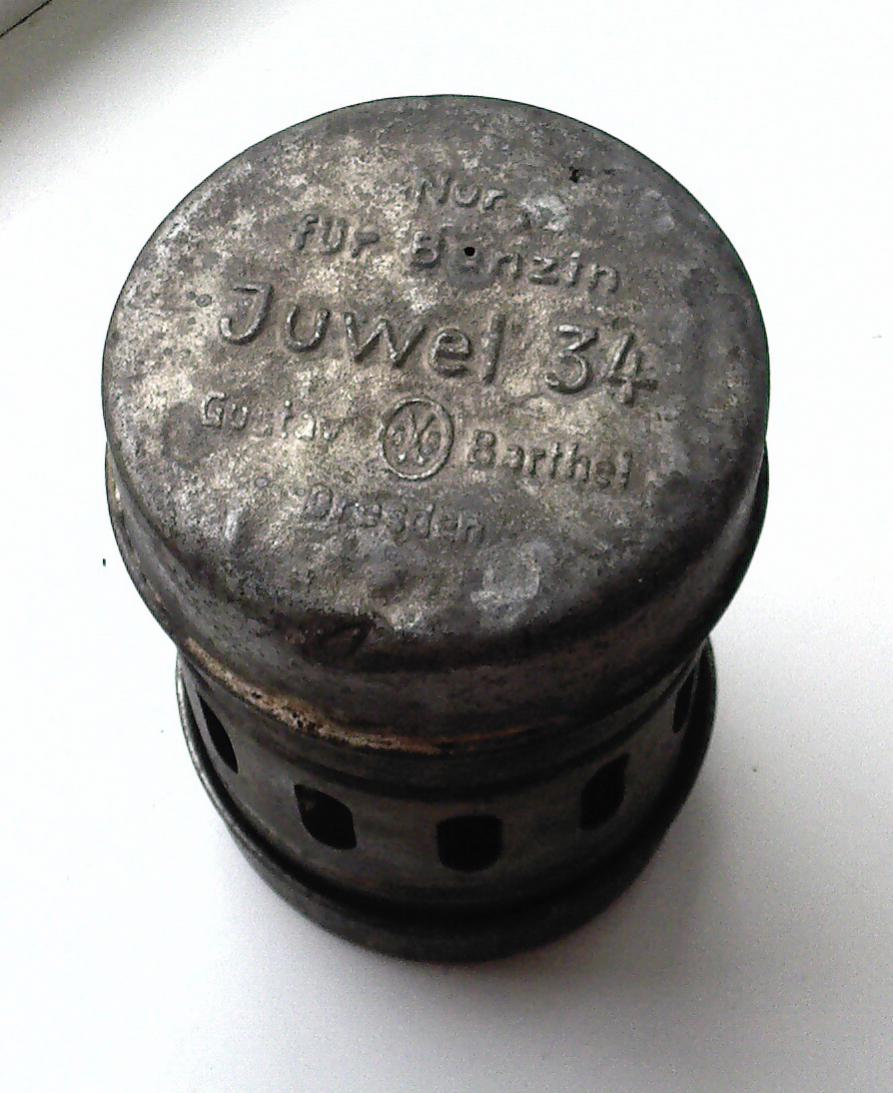 Nur
für Benzin
Juwel 34
Gustav Barthel
Dresden